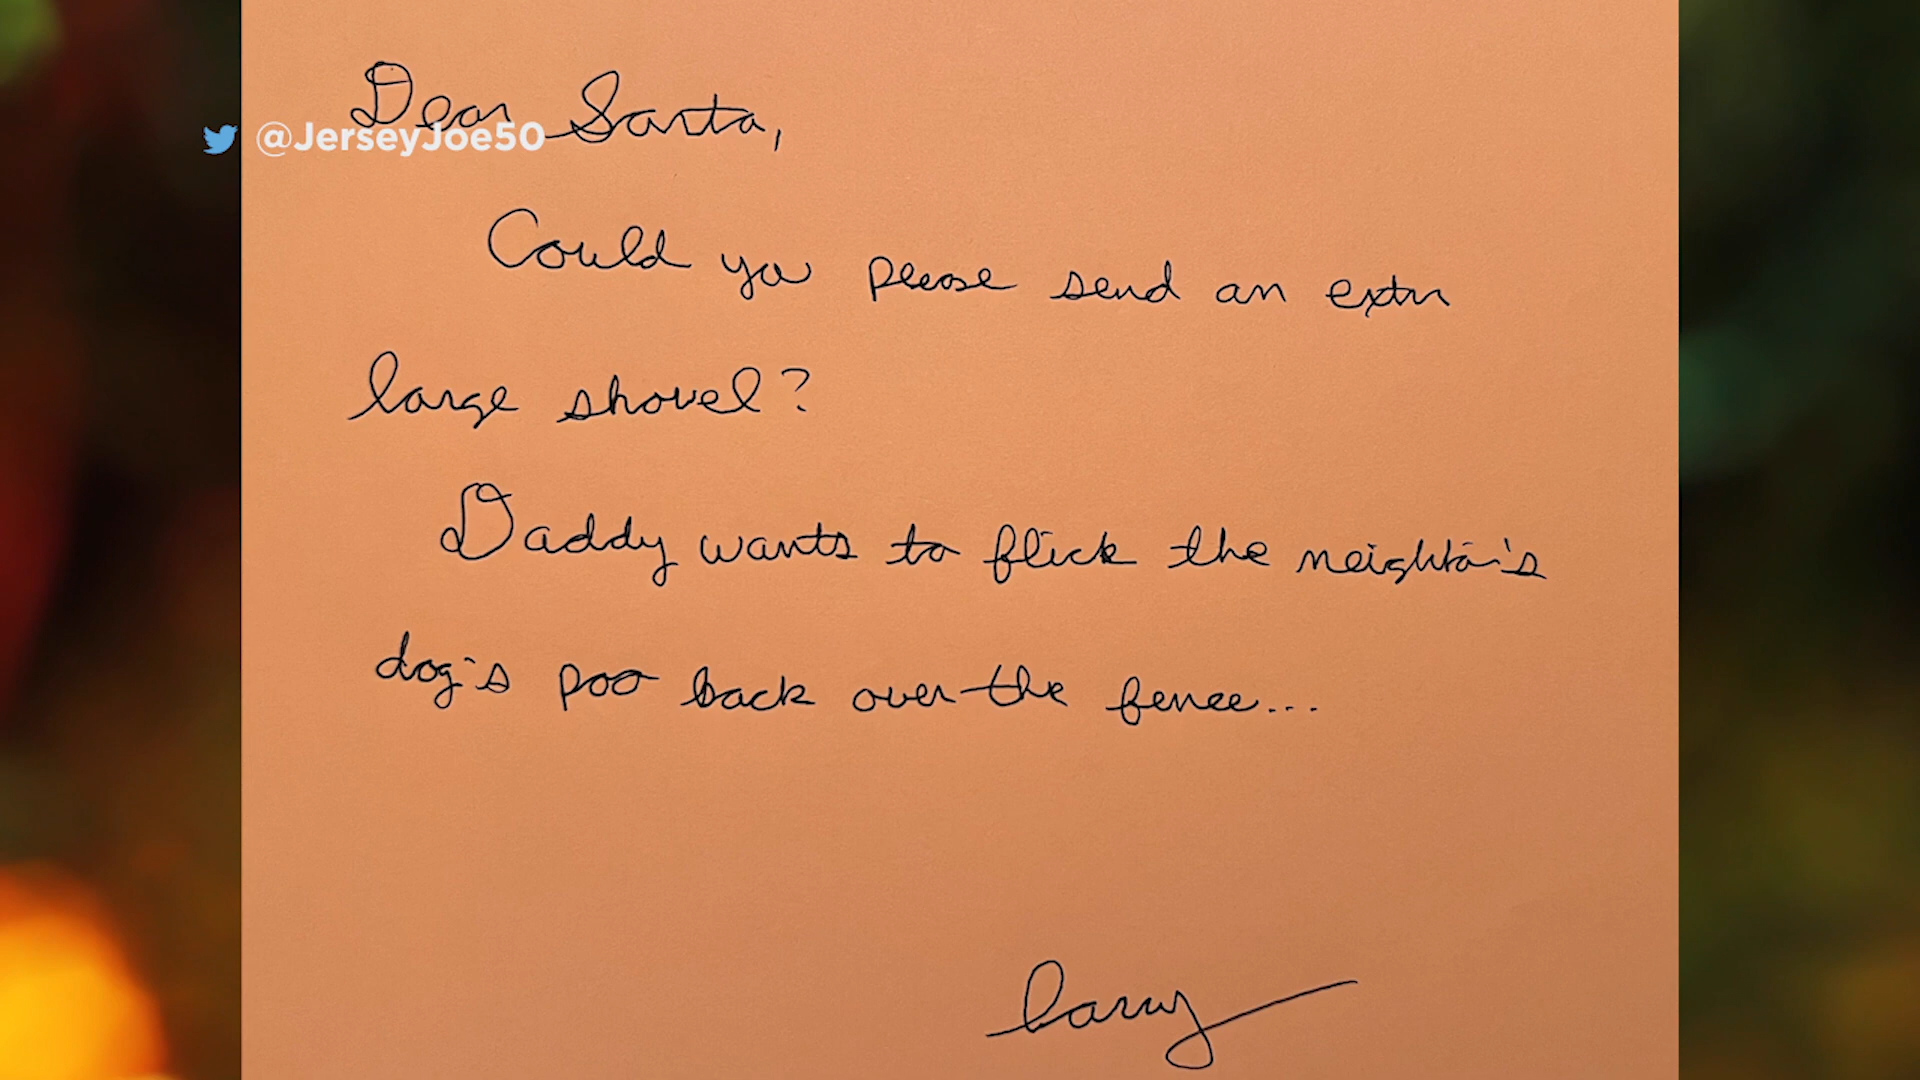 Dear Santa,
@JerseyJoe50
Could you please send an extra
large shovel?
Daddy wants to flick the neighbor's
dog's poo back over the fence...
Larry